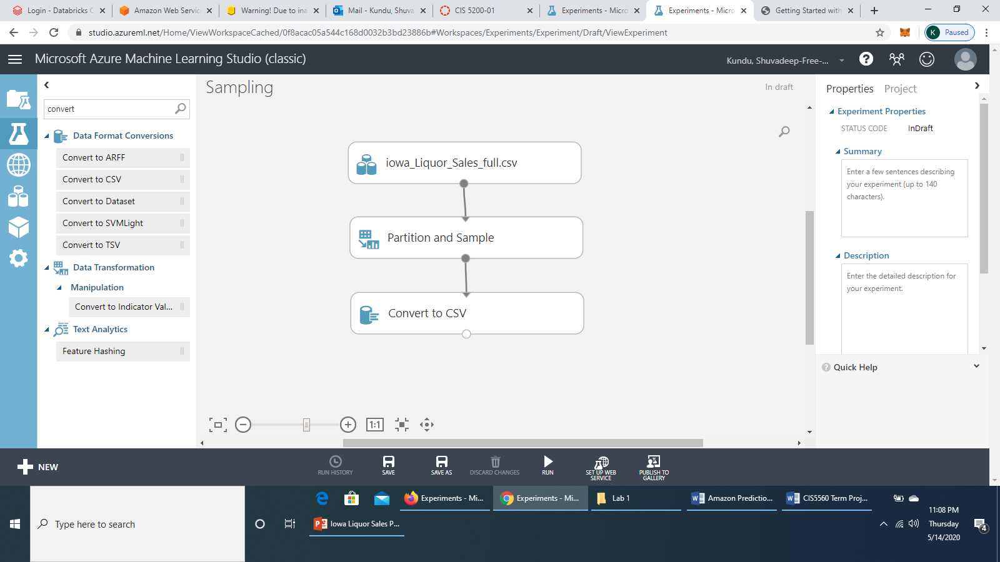 Login - Databricks C
Amazon Web Servic
Warning! Due to ina
Mail - Kundu, Shuva
CIS 5200-01
Experiments - Micro
Experiments - Micro
Getting Started with
studio.azureml.net/Home/ViewWorkspaceCached/0f8acac05a544c168d0032b3bd23886b#Workspaces/Experiments/Experiment/Draft/ViewExperiment
K Paused
Microsoft Azure Machine Learning Studio (classic)
Kundu, Shuvadeep-Free-...
convert
Data Format Conversions
Convert to ARFF
Convert to CSV
Convert to Dataset
Convert to SVMLight
Convert to TSV
Data Transformation
Manipulation
Convert to Indicator Val...
Text Analytics
Feature Hashing
Sampling
In draft
iowa_Liquor_Sales_full.csv
Partition and Sample
Convert to CSV
1:1
Properties Project
Experiment Properties
STATUS CODE InDraft
Summary
Enter a few sentences describing
your experiment (up to 140
characters).
Description
Enter the detailed description for
your experiment.
Quick Help
NEW
RUN HISTORY
SAVE
SAVE AS
DISCARD CHANGES
RUN
SET UP WEB
SERVICE
PUBLISH TO
GALLERY
Experiments - Mi...
Experiments - Mi...
Lab 1
Amazon Predictio...
CIS5560 Term Proj...
Type here to search
Iowa Liquor Sales P...
11:08 PM
Thursday
5/14/2020
4